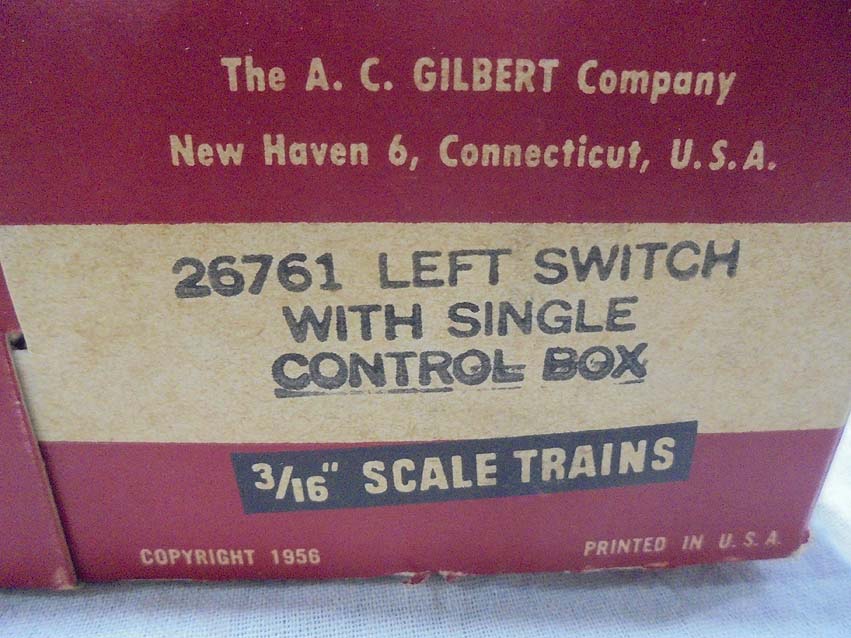 The A. C. GILBERT Company
New Haven 6, Connecticut, U.S.A.
26761 LEFT SWITCH
WITH SINGLE
CONTROL BOX
3/16" SCALE TRAINS
COPYRIGHT 1956
PRINTED IN U.S.A.